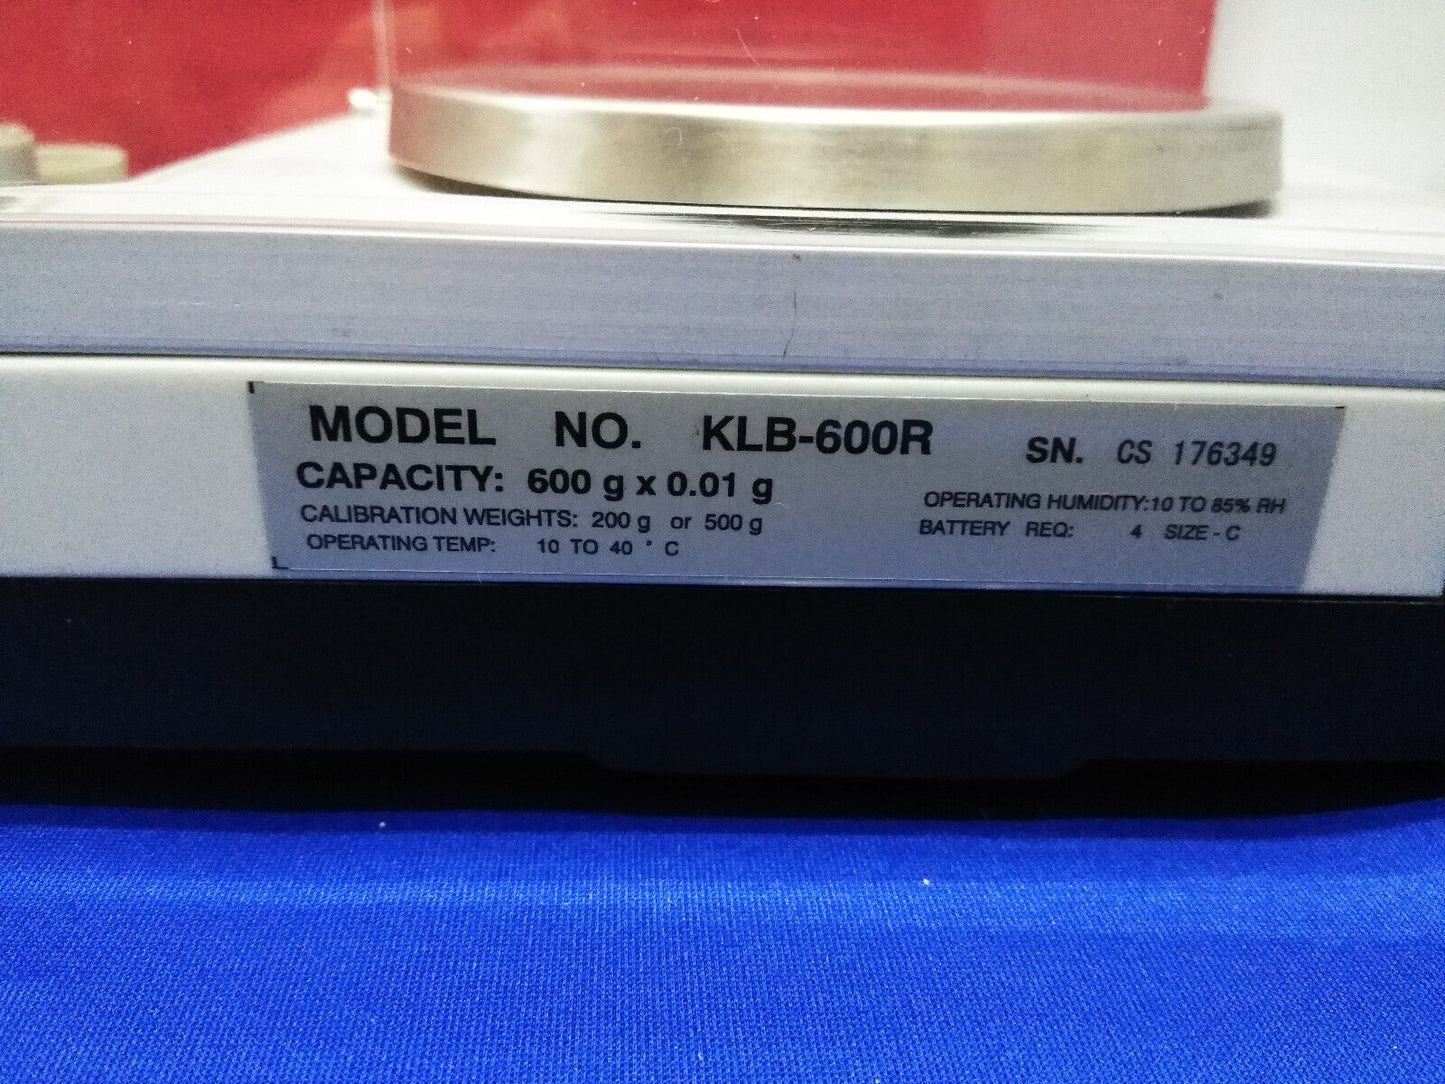 MODEL NO. KLB-600R SN. CS 176349
CAPACITY: 600 g x 0.01 g
OPERATING HUMIDITY:10 TO 85% RH
CALIBRATION WEIGHTS: 200 g or 500 g
BATTERY REQ: 4 SIZE - C
OPERATING TEMP: 10 TO 40 ° C